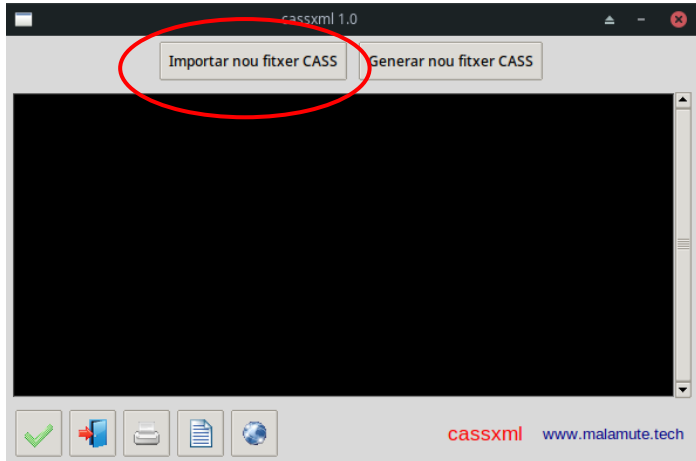 cassxml 1.0
Importar nou fitxer CASS
Generar nou fitxer CASS
cassxml www.malamute.tech